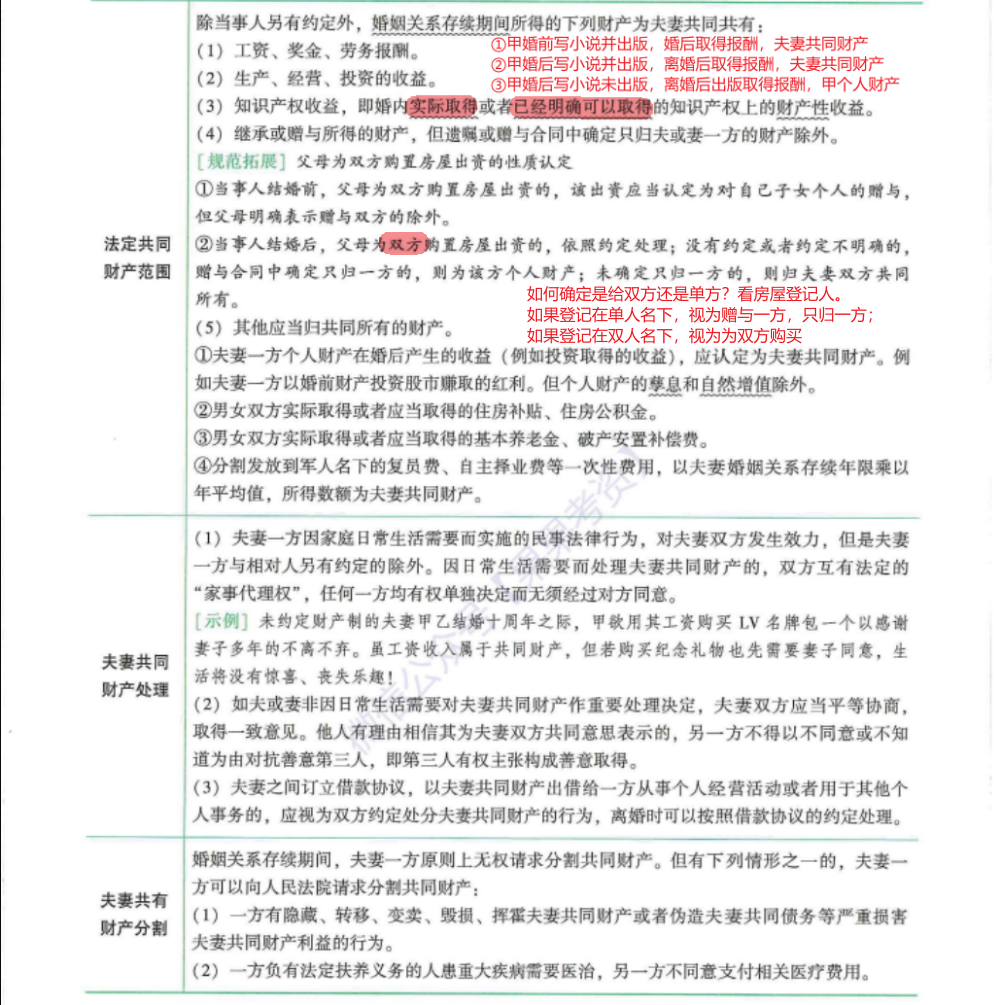 除当事人另有约定外，婚姻关系存续期间所得的下列财产为夫妻共同共有：
（1）工资、奖金、劳务报酬。
①甲婚前写小说并出版，婚后取得报酬，夫妻共同财产
（2）生产、经营、投资的收益。
②甲婚后写小说并出版，离婚后取得报酬，夫妻共同财产
③甲婚后写小说未出版，离婚后出版取得报酬，甲个人财产
（3）知识产权收益，即婚内实际取得或者已经明确可以取得的知识产权上的财产性收益。
（4）继承或赠与所得的财产，但遗嘱或赠与合同中确定只归夫或妻一方的财产除外。
［规范拓展］父母为双方购置房屋出资的性质认定
①当事人结婚前，父母为双方购置房屋出资的，该出资应当认定为对自己子女个人的赠与，
但父母明确表示赠与双方的除外。
法定共同
财产范围
②当事人结婚后，父母为双方购置房屋出资的，依照约定处理；没有约定或者约定不明确的，
赠与合同中确定只归一方的，则为该方个人财产；未确定只归一方的，则归夫妻双方共同
所有。
如何确定是给双方还是单方？看房屋登记人。
如果登记在单人名下，视为赠与一方，只归一方；
如果登记在双人名下，视为为双方购买
（5）其他应当归共同所有的财产。
①夫妻一方个人财产在婚后产生的收益（例如投资取得的收益），应认定为夫妻共同财产。例
如夫妻一方以婚前财产投资股市赚取的红利。但个人财产的孳息和自然增值除外。
②男女双方实际取得或者应当取得的住房补贴、住房公积金。
③男女双方实际取得或者应当取得的基本养老金、破产安置补偿费。
④分割发放到军人名下的复员费、自主择业费等一次性费用，以夫妻婚姻关系存续年限乘以
年平均值，所得数额为夫妻共同财产。
夫妻共同
财产处理
（1）夫妻一方因家庭日常生活需要而实施的民事法律行为，对夫妻双方发生效力，但是夫妻
一方与相对人另有约定的除外。因日常生活需要而处理夫妻共同财产的，双方互有法定的
“家事代理权”，任何一方均有权单独决定而无须经过对方同意。
［示例］未约定财产制的夫妻甲乙结婚十周年之际，甲欲用其工资购买 LV 名牌包一个以感谢
妻子多年的不离不弃。虽工资收入属于共同财产，但若购买纪念礼物也先需要妻子同意，生
活将没有惊喜、丧失乐趣！
（2）如夫或妻非因日常生活需要对夫妻共同财产作重要处理决定，夫妻双方应当平等协商，
取得一致意见。他人有理由相信其为夫妻双方共同意思表示的，另一方不得以不同意或不知
道为由对抗善意第三人，即第三人有权主张构成善意取得。
（3）夫妻之间订立借款协议，以夫妻共同财产出借给一方从事个人经营活动或者用于其他个
人事务的，应视为双方约定处分夫妻共同财产的行为，离婚时可以按照借款协议的约定处理。
夫妻共有
财产分割
婚姻关系存续期间，夫妻一方原则上无权请求分割共同财产。但有下列情形之一的，夫妻一
方可以向人民法院请求分割共同财产：
（1）一方有隐藏、转移、变卖、毁损、挥霍夫妻共同财产或者伪造夫妻共同债务等严重损害
夫妻共同财产利益的行为。
（2）一方负有法定扶养义务的人患重大疾病需要医治，另一方不同意支付相关医疗费用。
微信公众号【果果考资】